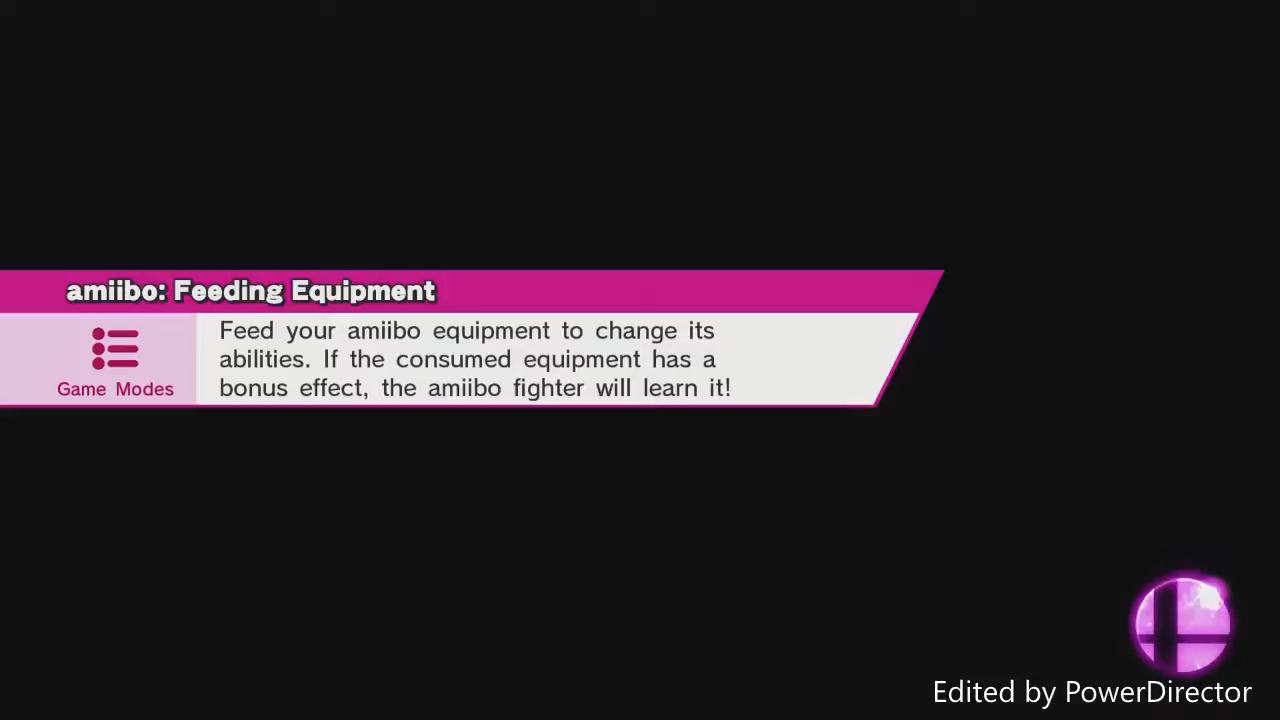 amiibo: Feeding Equipment
Feed your amiibo equipment to change its
abilities. If the consumed equipment has a
bonus effect, the amiibo fighter will learn it!
Game Modes
Edited by PowerDirector